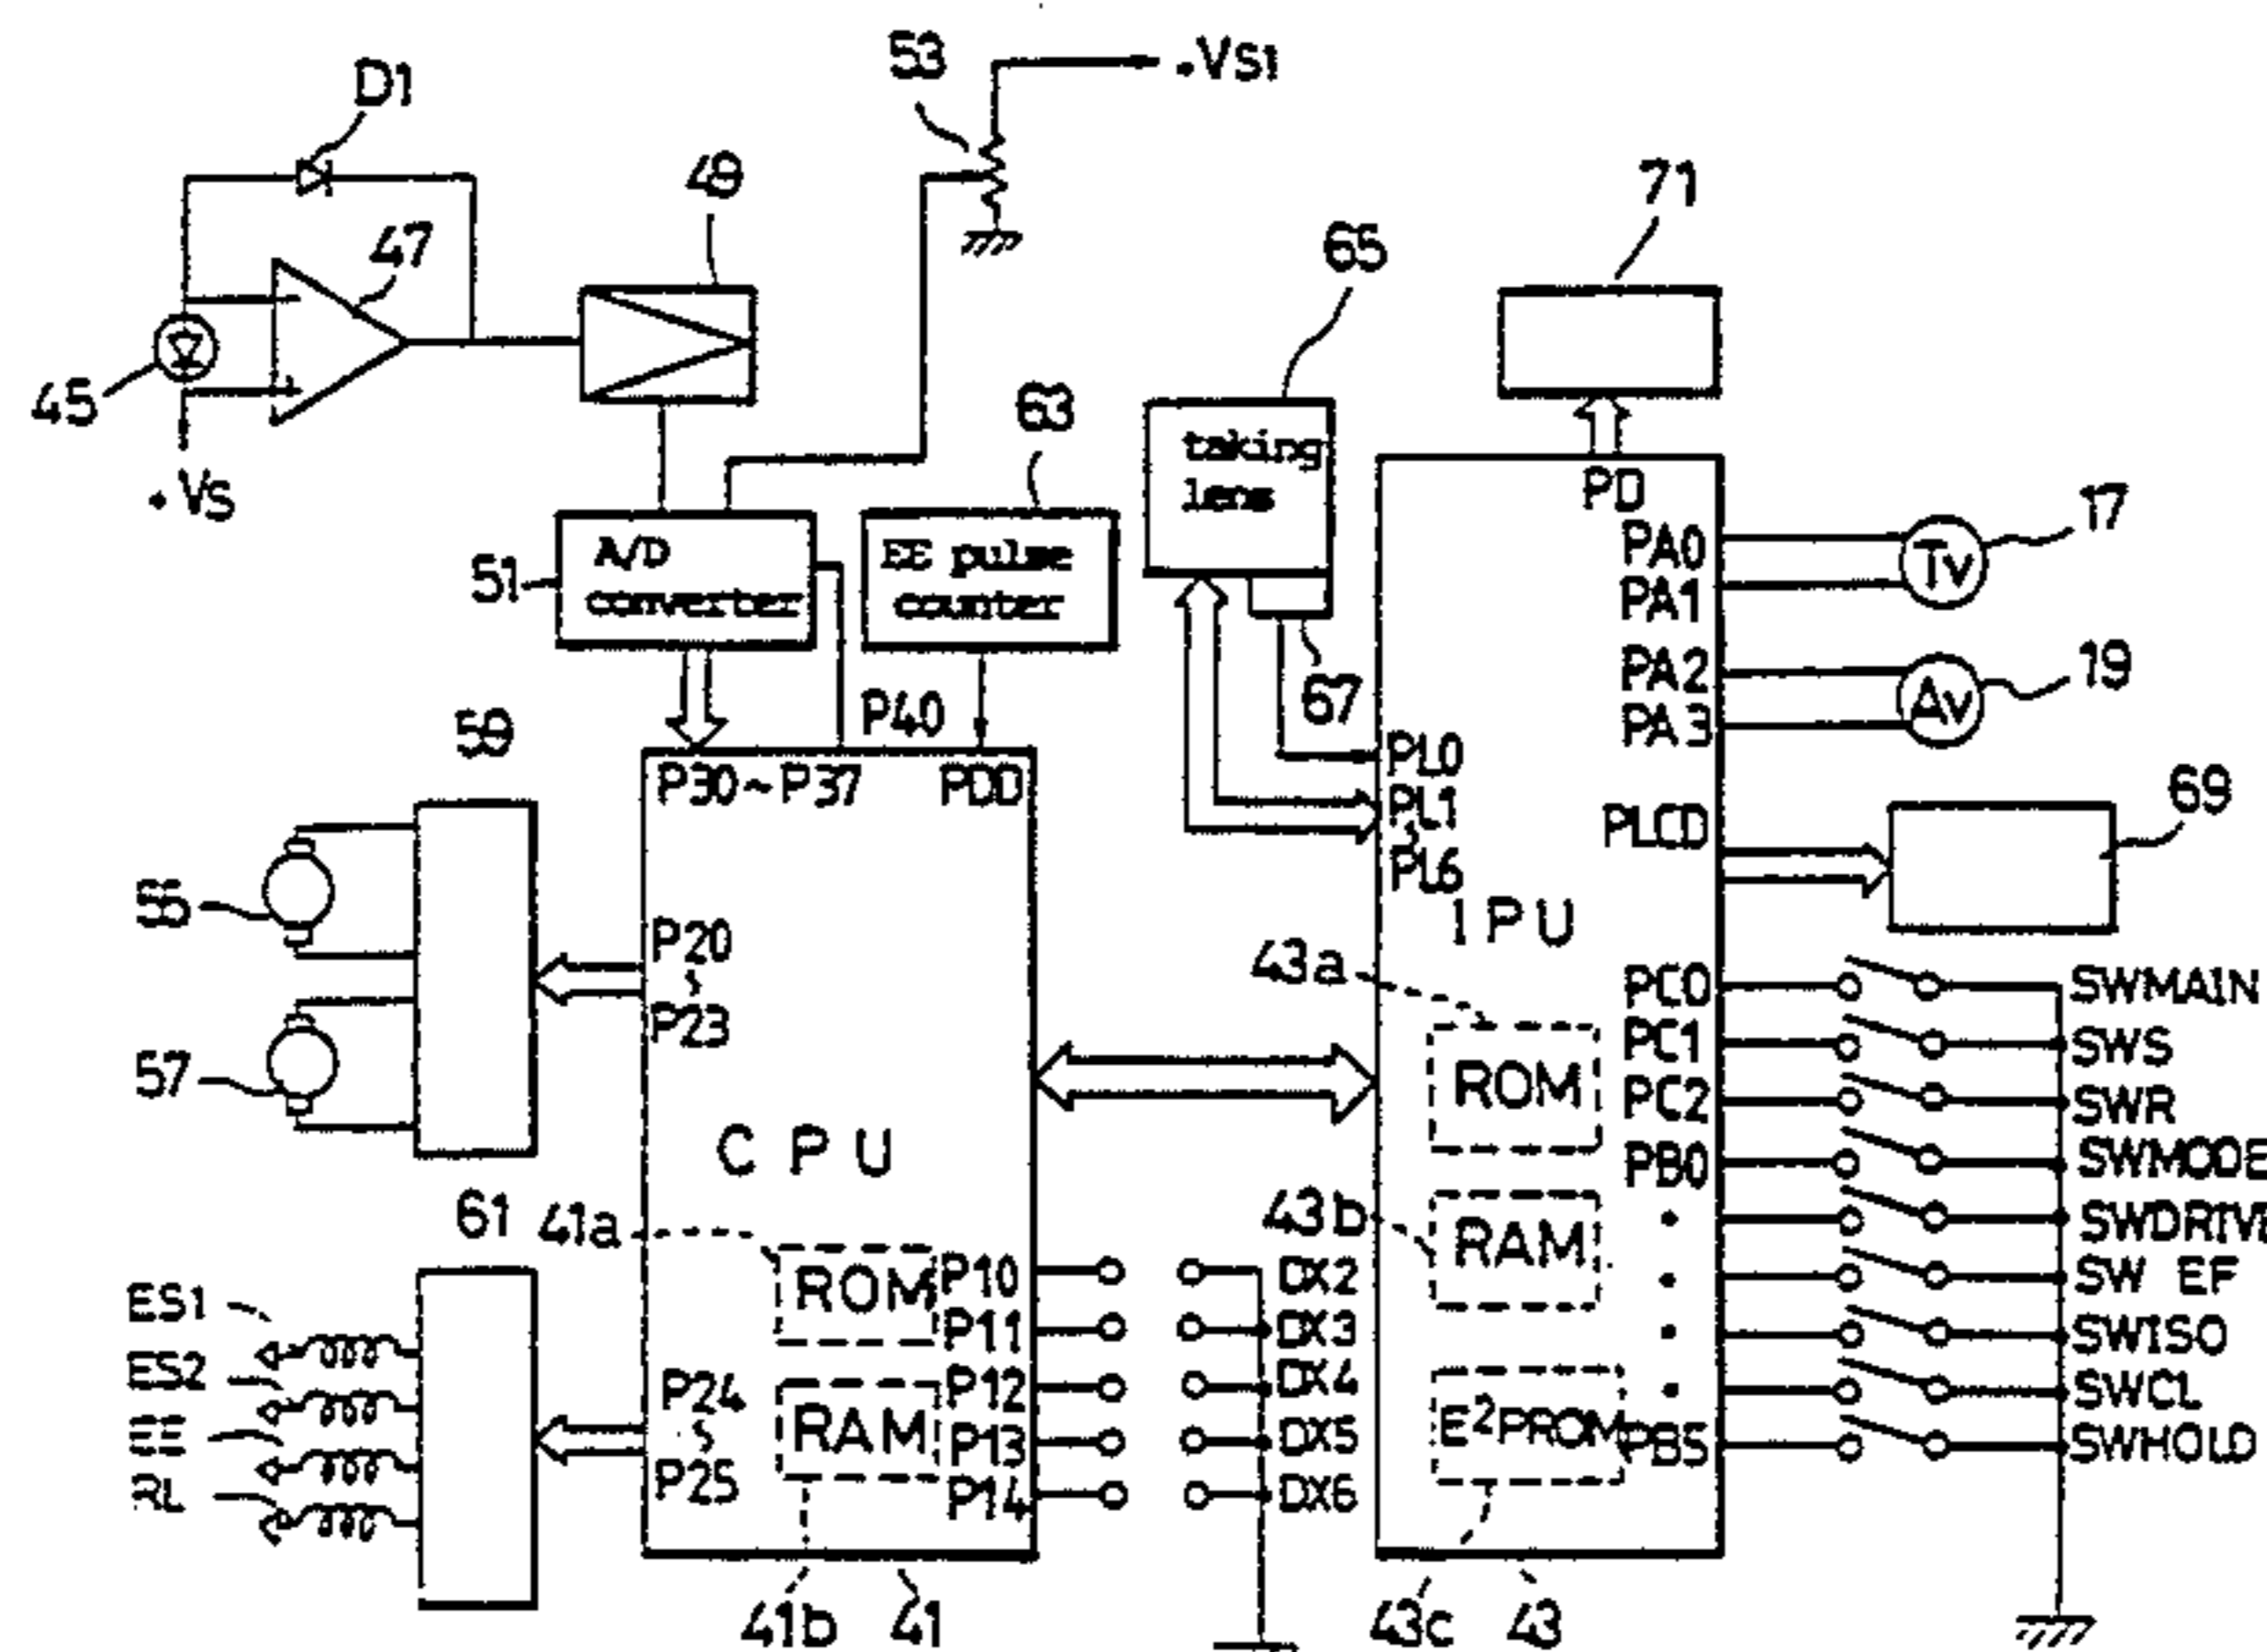 D1
53
.VS1
49
71
47
65
45
.VS
63
taking
lens
PD
17
A/D
converter
51
EE pulse
counter
PA0
Tv
PA1
67
PA2
19
Av
PA3
59
P40
PL0
P30~P37
PDD
PL1
PL6
PLCD
69
IPU
P20
P23
43a
PC0
SWMAIN
57
ROM
PC1
SWS
PC2
SWR
CPU
PB0
SWMODE
61
41a
43b
RAM
SWDRIVE
ES1
ROM
P10
DX2
SW EF
P11
DX3
SWISO
ES2
P24
RAM
P12
DX4
SWCL
EE
P13
DX5
E²PROM
PB5
SWHOLD
RL
P25
P14
DX6
41b
41
43c
43